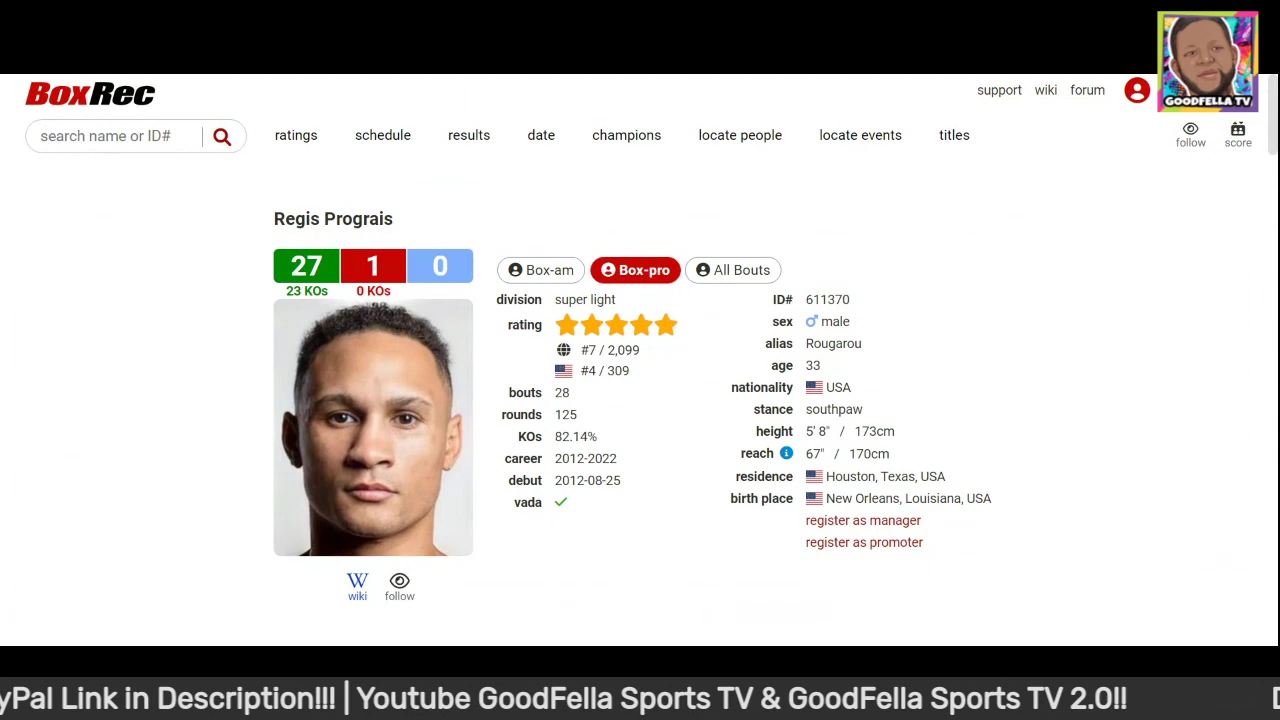 GOODFELLA TV
BoxRec
support wiki forum
search name or ID#
ratings schedule results date champions locate people locate events titles
follow score
Regis Prograis
27 1 0
23 KOs 0 KOs
Box-am Box-pro All Bouts
division super light
rating
#7 / 2,099
#4 / 309
bouts 28
rounds 125
KOs 82.14%
career 2012-2022
debut 2012-08-25
vada
ID# 611370
sex male
alias Rougarou
age 33
nationality USA
stance southpaw
height 5' 8" / 173cm
reach 67" / 170cm
residence Houston, Texas, USA
birth place New Orleans, Louisiana, USA
register as manager
register as promoter
W
wiki follow
yPal Link in Description!!! | Youtube GoodFella Sports TV & GoodFella Sports TV 2.0!!